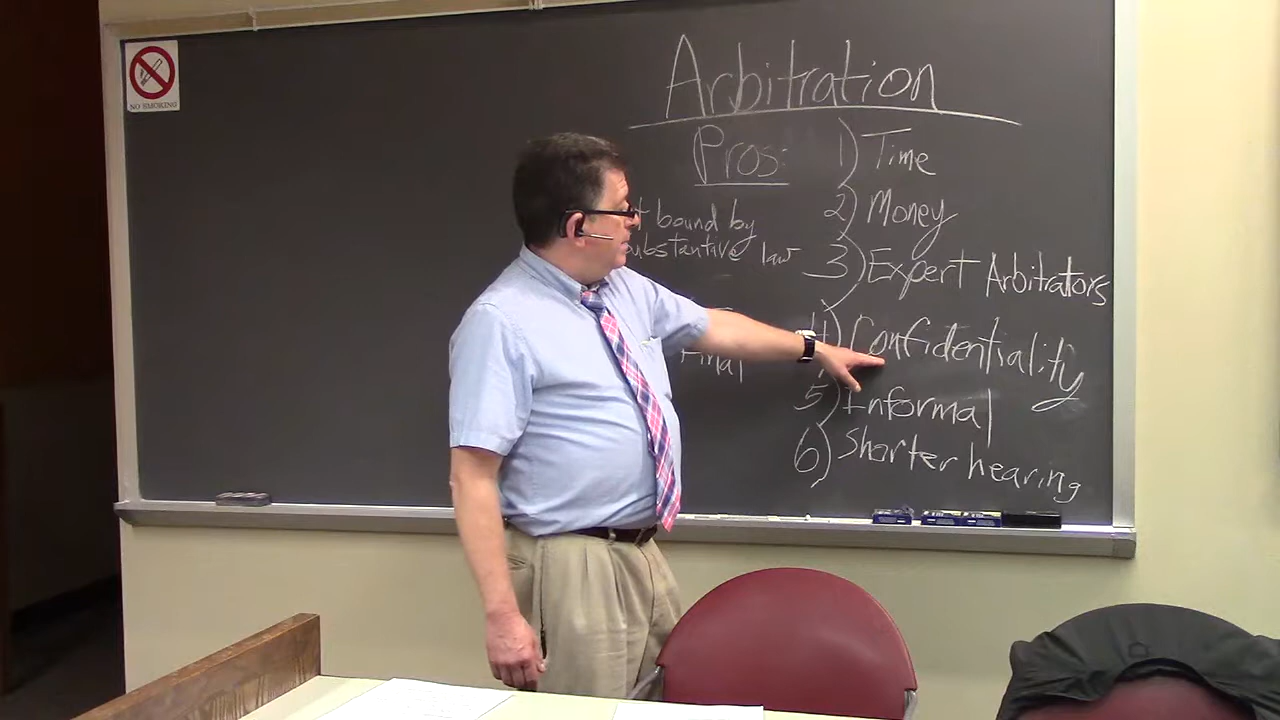 NO SMOKING
Arbitration
Pros:
1) Time
2) Money
3) Expert Arbitrators
4) Confidentiality
5) Informal
6) Shorter hearing
bound by
substantive law
Final